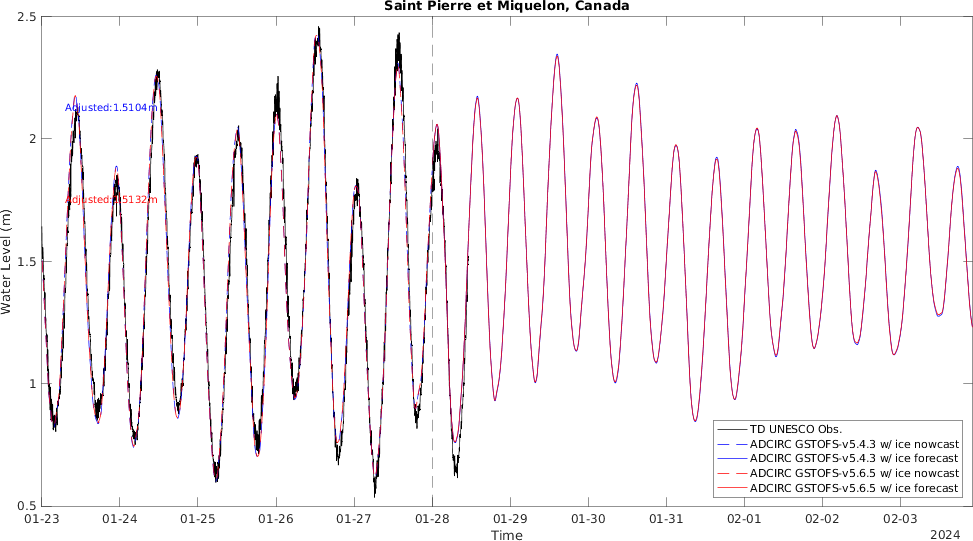 Saint Pierre et Miquelon, Canada
2.5
2
1.5
1
0.5
Water Level (m)
Adjusted:1.5104m
Adjusted:1.5132m
TD UNESCO Obs.
ADCIRC GSTOFS-v5.4.3 w/ ice nowcast
ADCIRC GSTOFS-v5.4.3 w/ ice forecast
ADCIRC GSTOFS-v5.6.5 w/ ice nowcast
ADCIRC GSTOFS-v5.6.5 w/ ice forecast
01-23 01-24 01-25 01-26 01-27 01-28 01-29 01-30 01-31 02-01 02-02 02-03
Time
2024